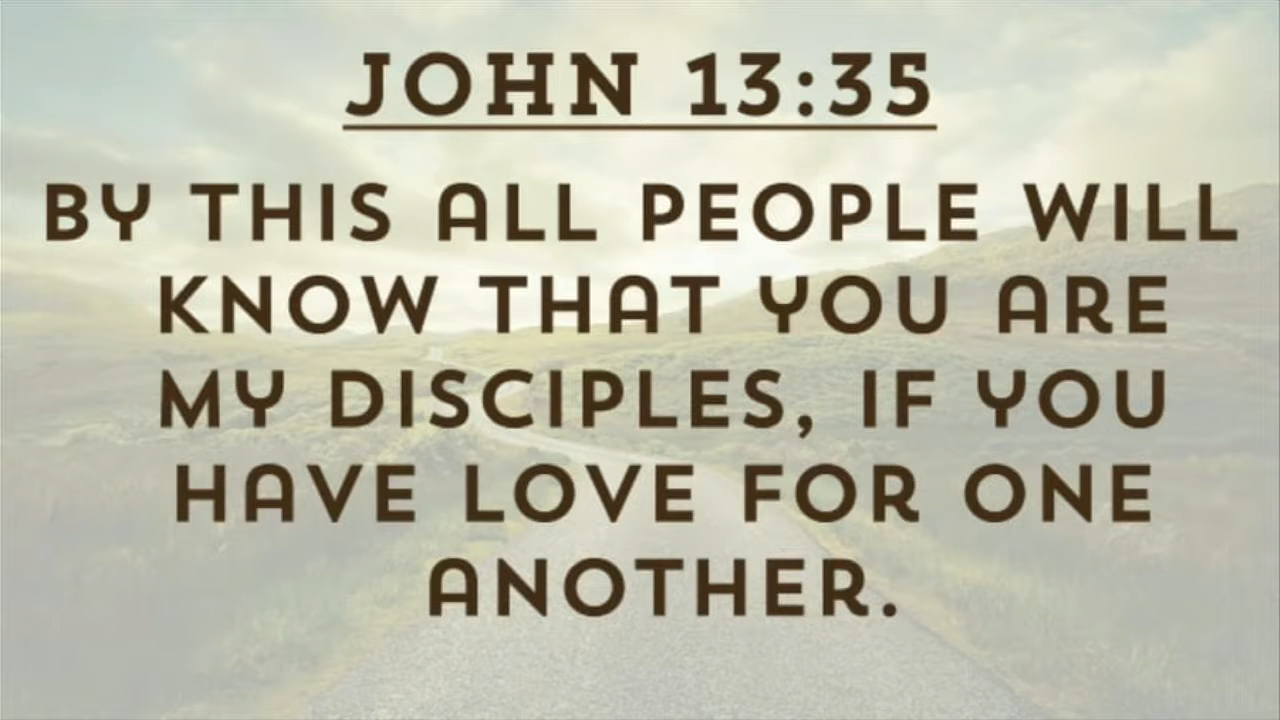 JOHN 13:35
BY THIS ALL PEOPLE WILL
KNOW THAT YOU ARE
MY DISCIPLES, IF YOU
HAVE LOVE FOR ONE
ANOTHER.